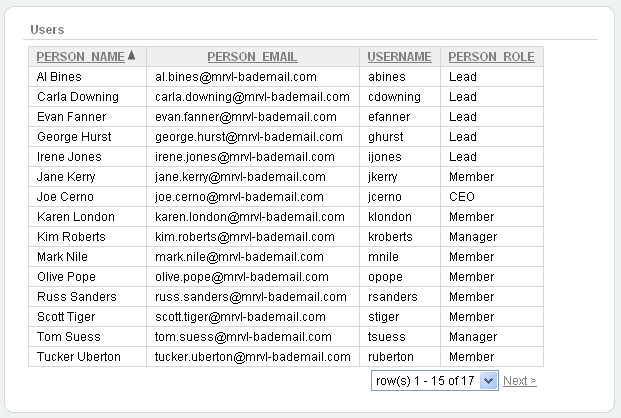 Users
PERSON_NAME PERSON_EMAIL USERNAME PERSON_ROLE
Al Bines al.bines@mrvl-bademail.com abines Lead
Carla Downing carla.downing@mrvl-bademail.com cdowning Lead
Evan Fanner evan.fanner@mrvl-bademail.com efanner Lead
George Hurst george.hurst@mrvl-bademail.com ghurst Lead
Irene Jones irene.jones@mrvl-bademail.com ijones Lead
Jane Kerry jane.kerry@mrvl-bademail.com jkerry Member
Joe Cerno joe.cerno@mrvl-bademail.com jcerno CEO
Karen London karen.london@mrvl-bademail.com klondon Member
Kim Roberts kim.roberts@mrvl-bademail.com kroberts Manager
Mark Nile mark.nile@mrvl-bademail.com mnile Member
Olive Pope olive.pope@mrvl-bademail.com opope Member
Russ Sanders russ.sanders@mrvl-bademail.com rsanders Member
Scott Tiger scott.tiger@mrvl-bademail.com stiger Member
Tom Suess tom.suess@mrvl-bademail.com tsuess Manager
Tucker Uberton tucker.uberton@mrvl-bademail.com ruberton Member
row(s) 1 - 15 of 17 Next >